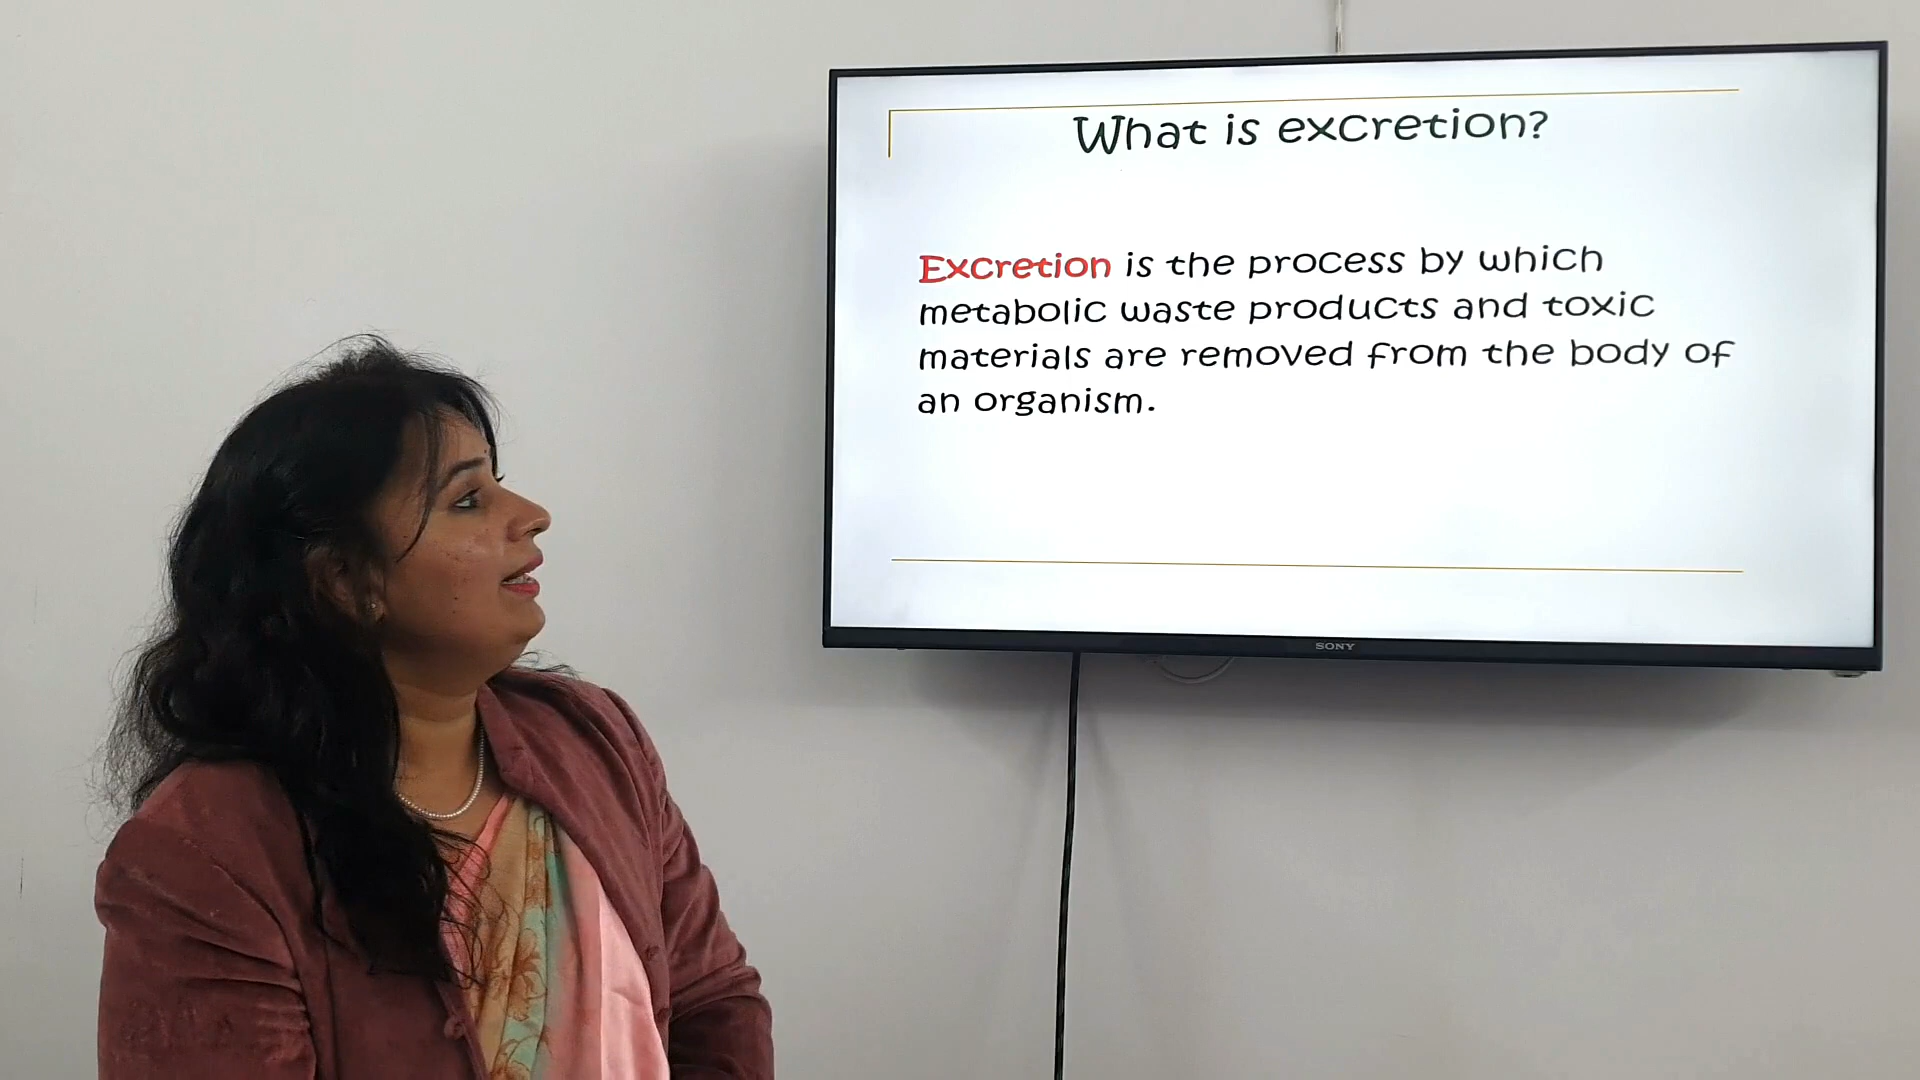 What is excretion?
Excretion is the process by which
metabolic waste products and toxic
materials are removed from the body of
an organism.
SONY